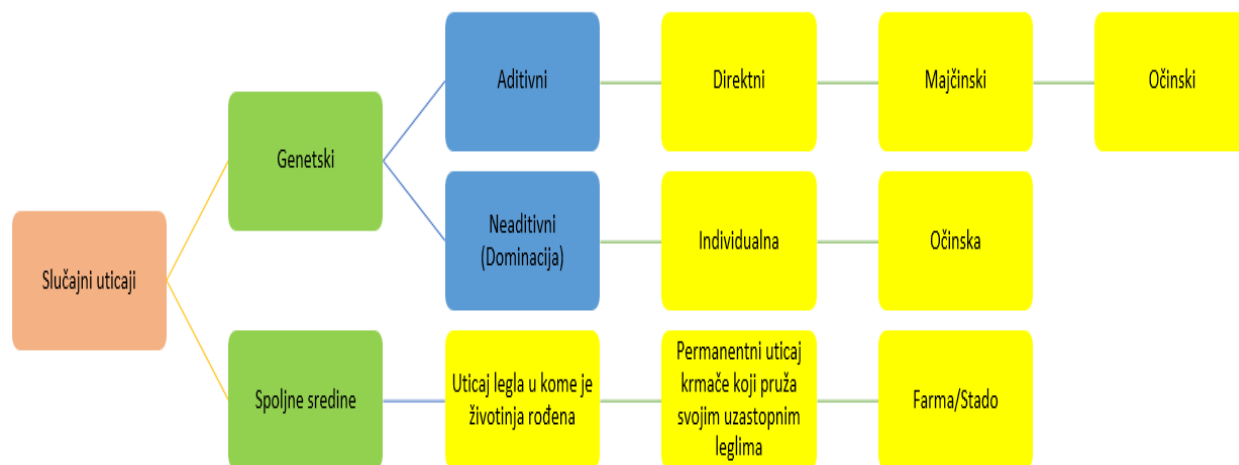 Aditivni
Direktni
Majčinski
Očinski
Genetski
Neaditivni
(Dominacija)
Individualna
Očinska
Slučajni uticaji
Spoljne sredine
Uticaj legla u kome je
životinja rođena
Permanentni uticaj
krmače koji pruža
svojim uzastopnim
leglima
Farma/Stado